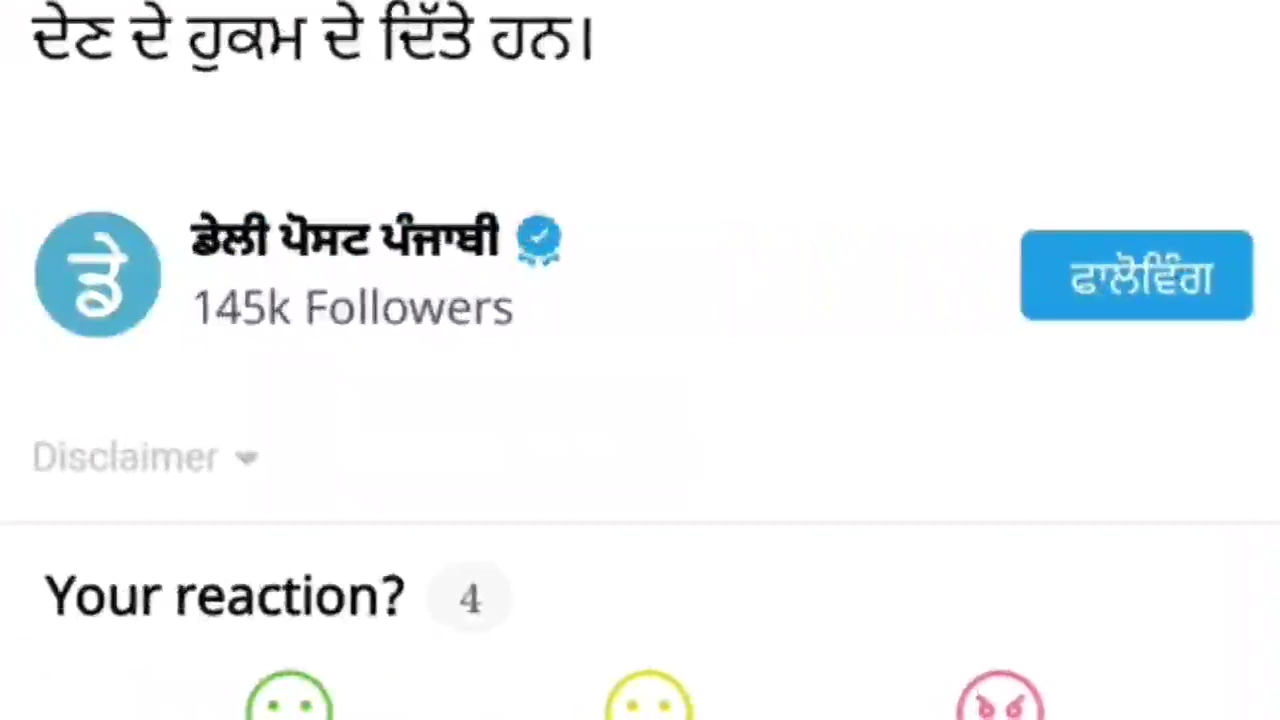 ਦੇਣ ਦੇ ਹੁਕਮ ਦੇ ਦਿੱਤੇ ਹਨ।
ਡੇ
ਡੇਲੀ ਪੋਸਟ ਪੰਜਾਬੀ
145k Followers
ਫਾਲੋਵਿੰਗ
Disclaimer
Your reaction? 4